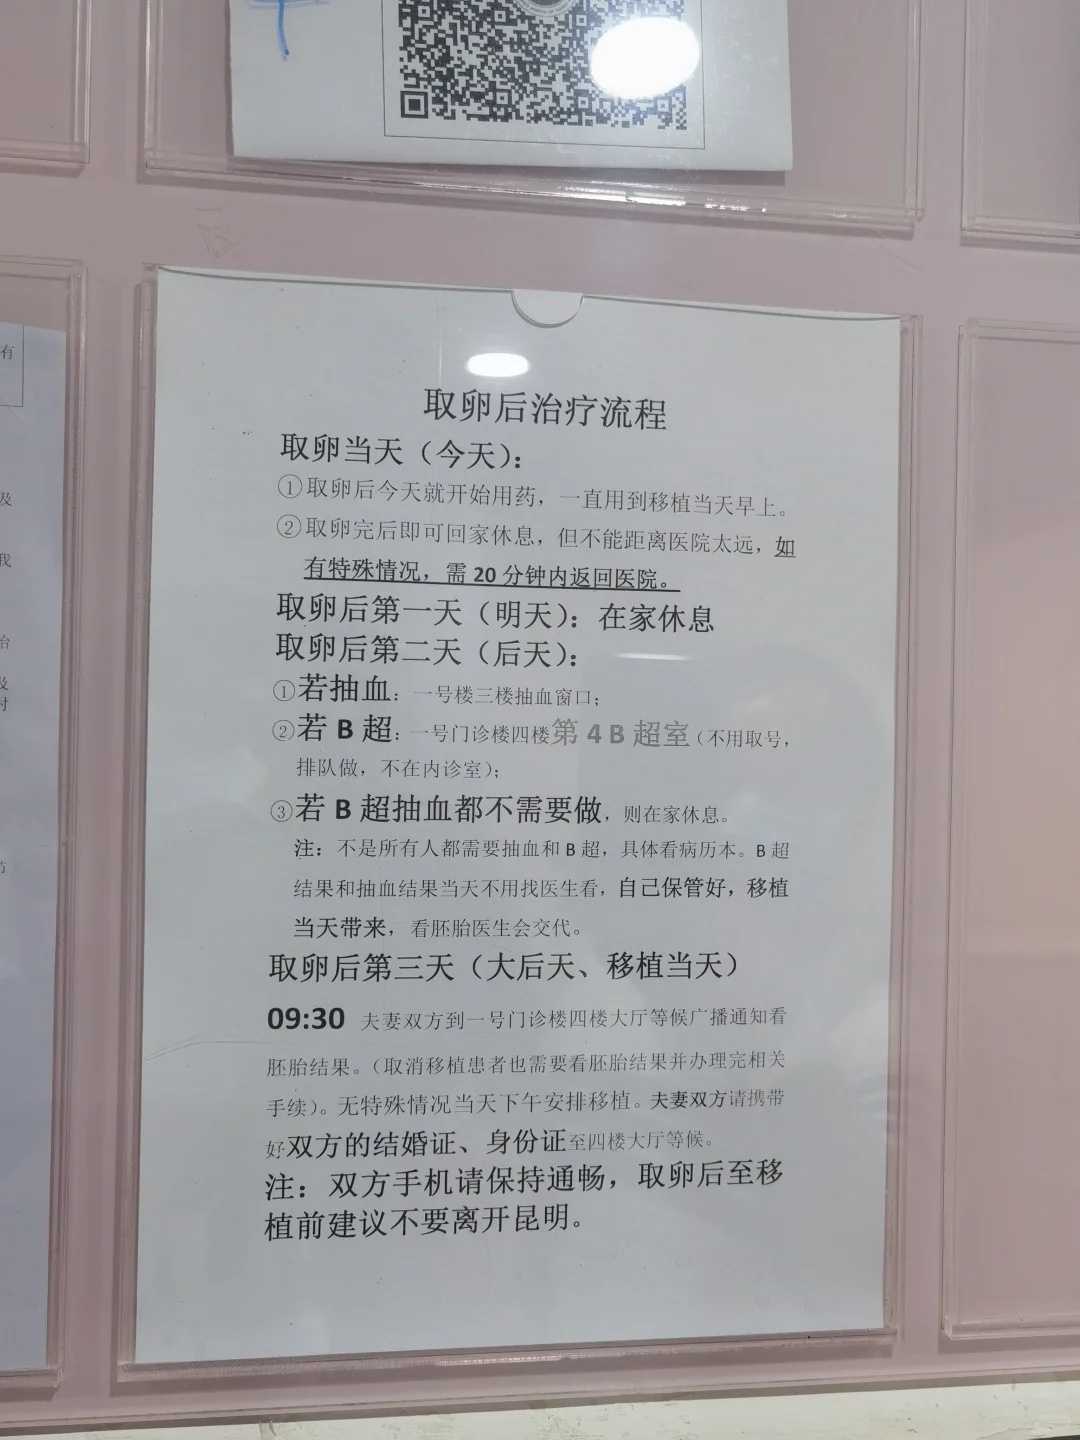 有
及
我
治
及
时
节
取卵后治疗流程
取卵当天（今天）：
①取卵后今天就开始用药，一直用到移植当天早上。
②取卵完后即可回家休息，但不能距离医院太远，如
有特殊情况，需 20 分钟内返回医院。
取卵后第一天（明天）：在家休息
取卵后第二天（后天）：
①若抽血：一号楼三楼抽血窗口；
②若 B 超：一号门诊楼四楼第 4 B 超室（不用取号，
排队做，不在内诊室）；
③若 B 超抽血都不需要做，则在家休息。
注：不是所有人都需要抽血和 B 超，具体看病历本。B 超
结果和抽血结果当天不用找医生看，自己保管好，移植
当天带来，看胚胎医生会交代。
取卵后第三天（大后天、移植当天）
09:30 夫妻双方到一号门诊楼四楼大厅等候广播通知看
胚胎结果。（取消移植患者也需要看胚胎结果并办理完相关
手续）。无特殊情况当天下午安排移植。夫妻双方请携带
好双方的结婚证、身份证至四楼大厅等候。
注：双方手机请保持通畅，取卵后至移
植前建议不要离开昆明。